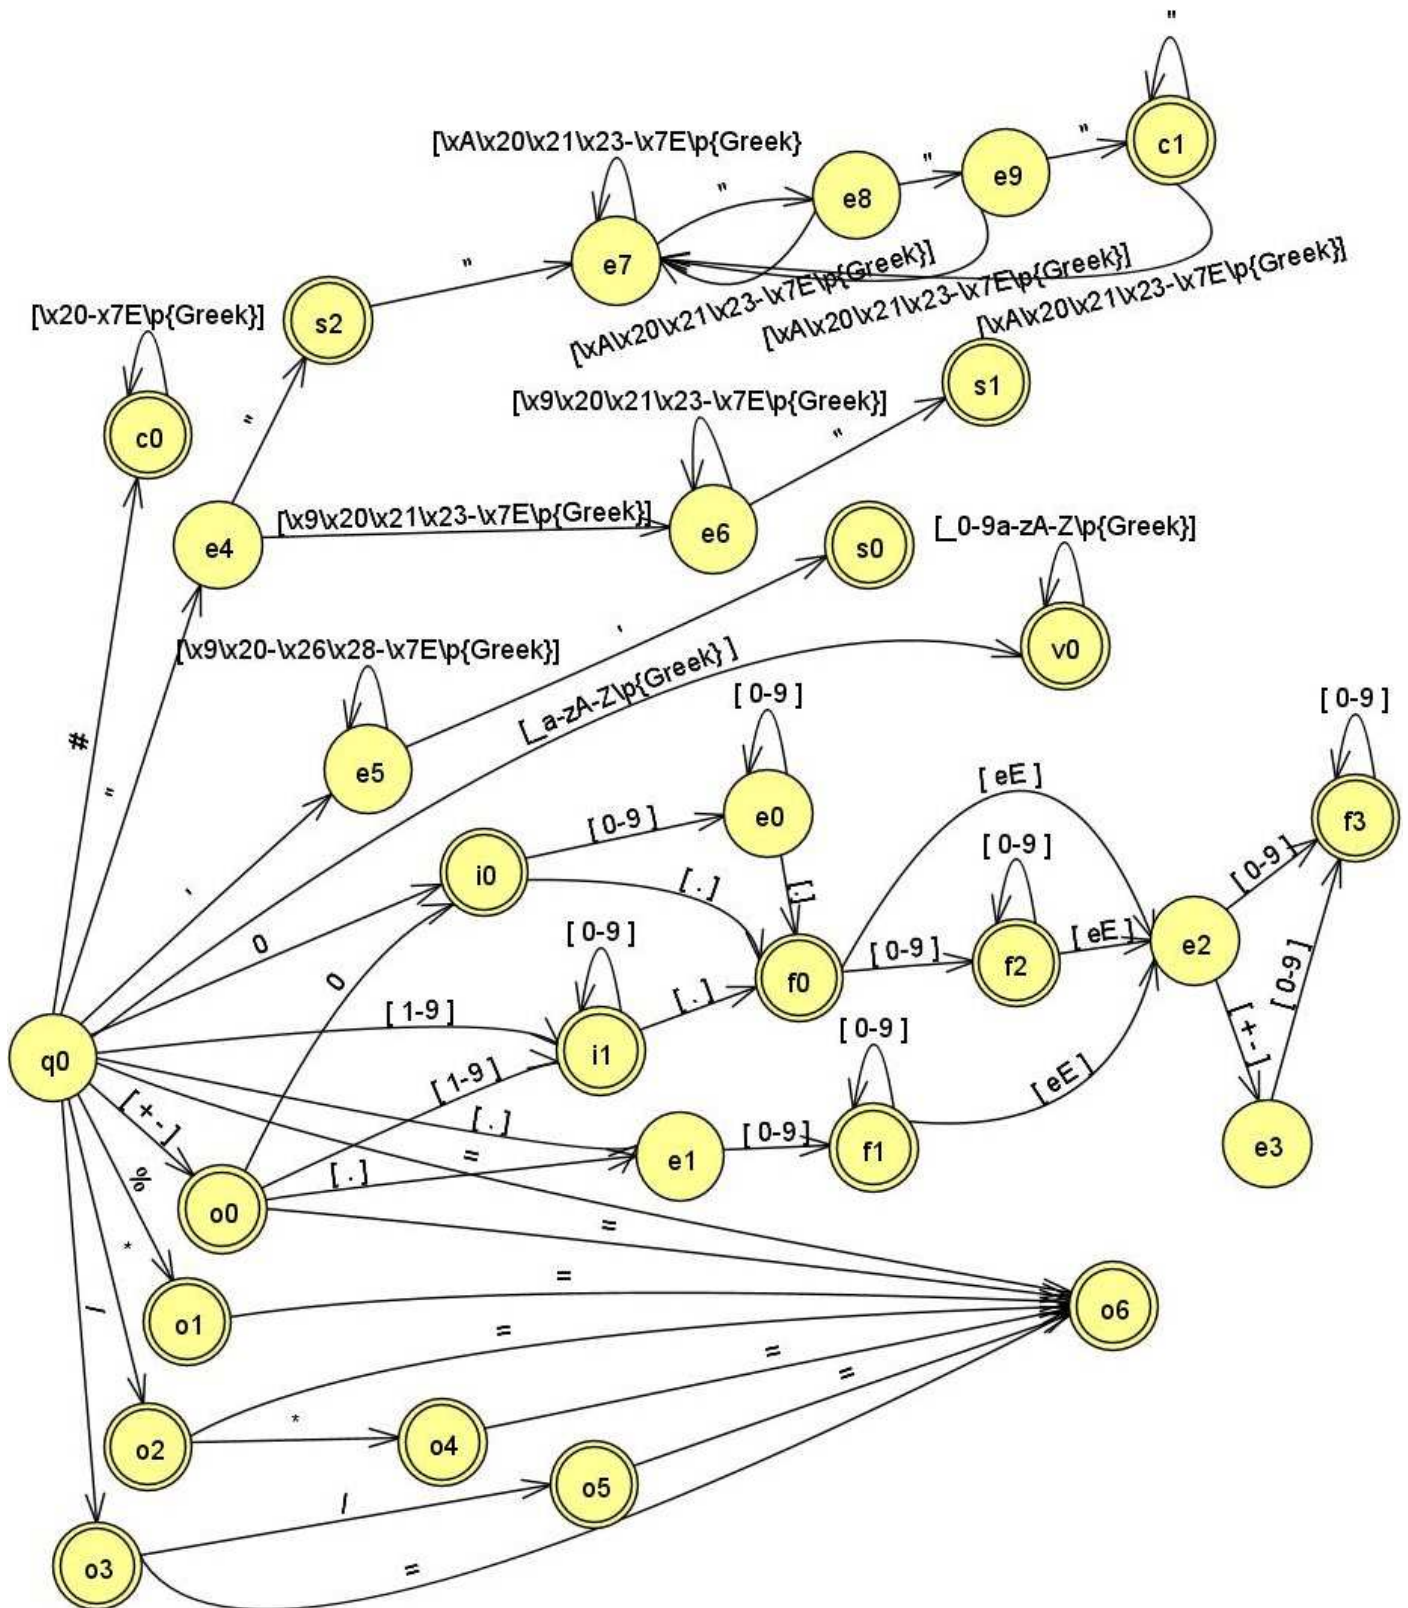 "
[\xA\x20\x21\x23-\x7E\p{Greek}
"
"
"
c1
e9
e8
e7
"
[\xA\x20\x21\x23-\x7E\p{Greek}]
[\xA\x20\x21\x23-\x7E\p{Greek}]
[\xA\x20\x21\x23-\x7E\p{Greek}]
s2
[\x20-x7E\p{Greek}]
s1
[\x9\x20\x21\x23-\x7E\p{Greek}]
"
c0
"
[\x9\x20\x21\x23-\x7E\p{Greek}]
e4
e6
s0
[_0-9a-zA-Z\p{Greek}]
'
[\x9\x20-\x26\x28-\x7E\p{Greek}]
v0
[_a-zA-Z\p{Greek} ]
[ 0-9 ]
[ 0-9 ]
#
"
e5
[ eE ]
e0
f3
[ 0-9 ]
[ 0-9 ]
[ 0-9 ]
i0
'
[ . ]
[.]
0
0
[ 0-9 ]
[ eE ]
e2
[ 0-9 ]
f2
f0
[ . ]
[ 0-9 ]
[ 1-9 ]
i1
[ 0-9 ]
[ + - ]
q0
[ 1-9 ]
[ eE ]
[ + - ]
[ . ]
[ 0-9 ]
e1
f1
e3
=
[ . ]
%
o0
=
*
=
/
o1
o6
=
=
=
*
o2
o4
o5
/
o3
=